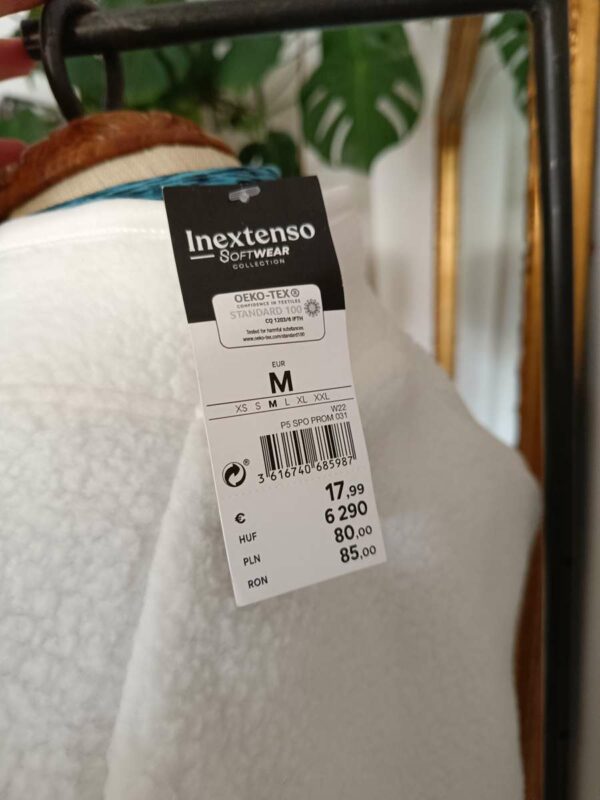 Inextenso
SOFTWEAR
COLLECTION
OEKO-TEX®
CONFIDENCE IN TEXTILES
STANDARD 100
CQ 1203/6 IFTH
Tested for harmful substances
www.oeko-tex.com/standard100
EUR
M
XS S M L XL XXL
W22
P5 SPO PROM 031
3 616740 685987
€ 17,99
HUF 6 290
PLN 80,00
RON 85,00